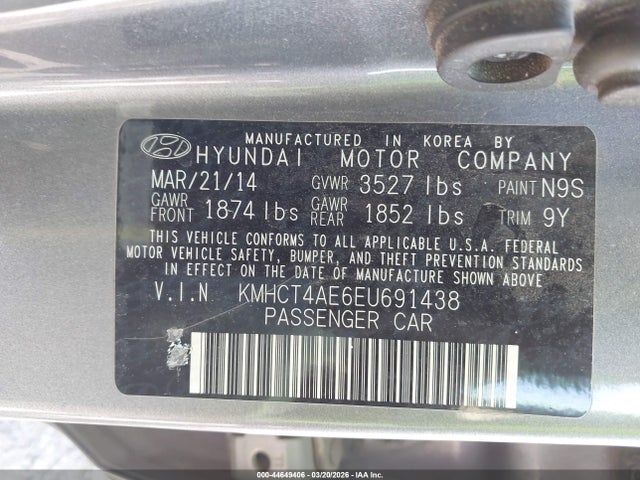 MANUFACTURED IN KOREA BY
HYUNDAI MOTOR COMPANY
MAR/21/14 GVWR 3527 lbs PAINT N9S
GAWR FRONT 1874 lbs GAWR REAR 1852 lbs TRIM 9Y
THIS VEHICLE CONFORMS TO ALL APPLICABLE U.S.A. FEDERAL
MOTOR VEHICLE SAFETY, BUMPER, AND THEFT PREVENTION STANDARDS
IN EFFECT ON THE DATE OF MANUFACTURE SHOWN ABOVE
V.I.N KMHCT4AE6EU691438
PASSENGER CAR
000-44649406 - 03/20/2026 - © Copyright IAA, LLC